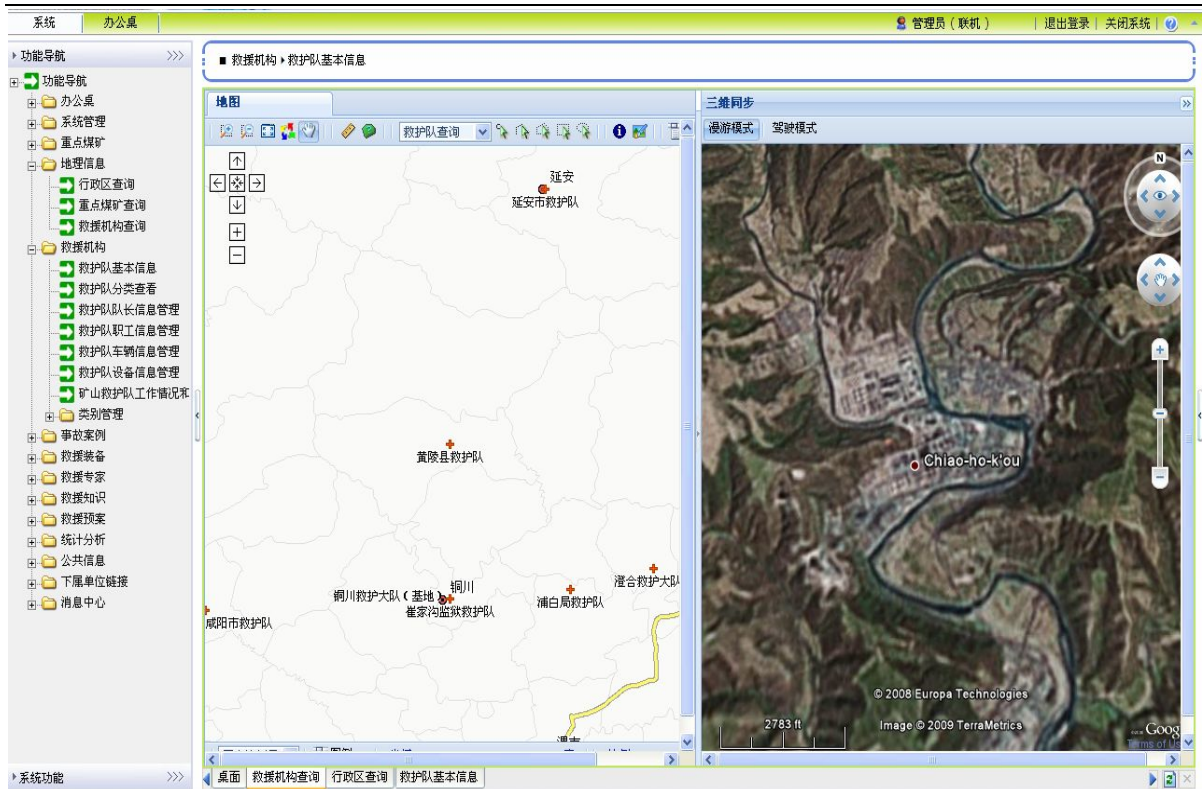 系统 办公桌 管理员（联机） | 退出登录 | 关闭系统 |
功能导航 >>>
功能导航
办公桌
系统管理
重点煤矿
地理信息
行政区查询
重点煤矿查询
救援机构查询
救援机构
救护队基本信息
救护队分类查看
救护队队长信息管理
救护队职工信息管理
救护队车辆信息管理
救护队设备信息管理
矿山救护队工作情况
类别管理
事故案例
救援装备
救援专家
救援知识
救援预案
统计分析
公共信息
下属单位链接
消息中心
系统功能 >>>
■ 救援机构 ▸ 救护队基本信息
地图
救护队查询
延安
延安市救护队
黄陵县救护队
澄合救护大队
铜川救护大队（基地）
铜川
浦白局救护队
崔家沟监狱救护队
咸阳市救护队
三维同步
漫游模式 驾驶模式
N
Chiao-ho-k'ou
© 2008 Europa Technologies
2783 ft
Image © 2009 TerraMetrics
Goog
Terms of U
桌面 救援机构查询 行政区查询 救护队基本信息